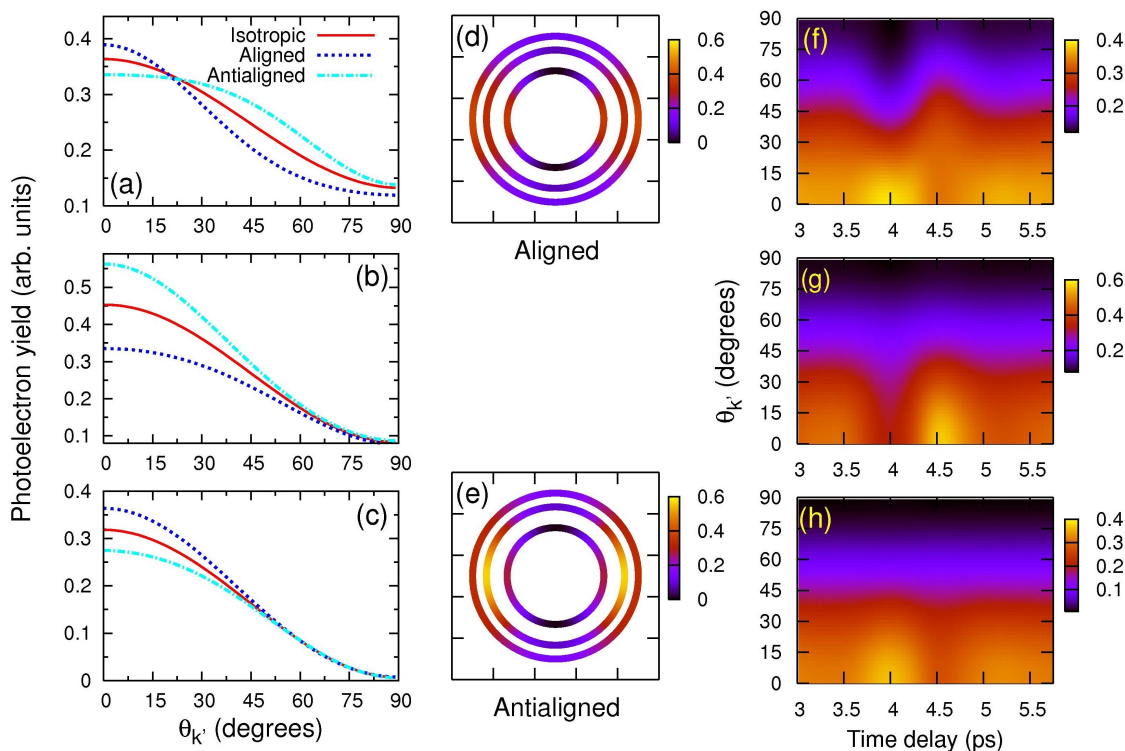 Photoelectron yield (arb. units)
0.4
0.3
0.2
0.1
Isotropic
Aligned
Antialigned
(a)
0 15 30 45 60 75 90
0.5
0.4
0.3
0.2
0.1
(b)
0 15 30 45 60 75 90
0.4
0.3
0.2
0.1
0
(c)
0 15 30 45 60 75 90
θk' (degrees)
(d)
0.6
0.4
0.2
0
Aligned
(e)
0.6
0.4
0.2
0
Antialigned
θk' (degrees)
90
75
60
45
30
15
0
(f)
3 3.5 4 4.5 5 5.5
0.4
0.3
0.2
90
75
60
45
30
15
0
(g)
3 3.5 4 4.5 5 5.5
0.6
0.4
0.2
90
75
60
45
30
15
0
(h)
3 3.5 4 4.5 5 5.5
0.4
0.3
0.2
0.1
Time delay (ps)